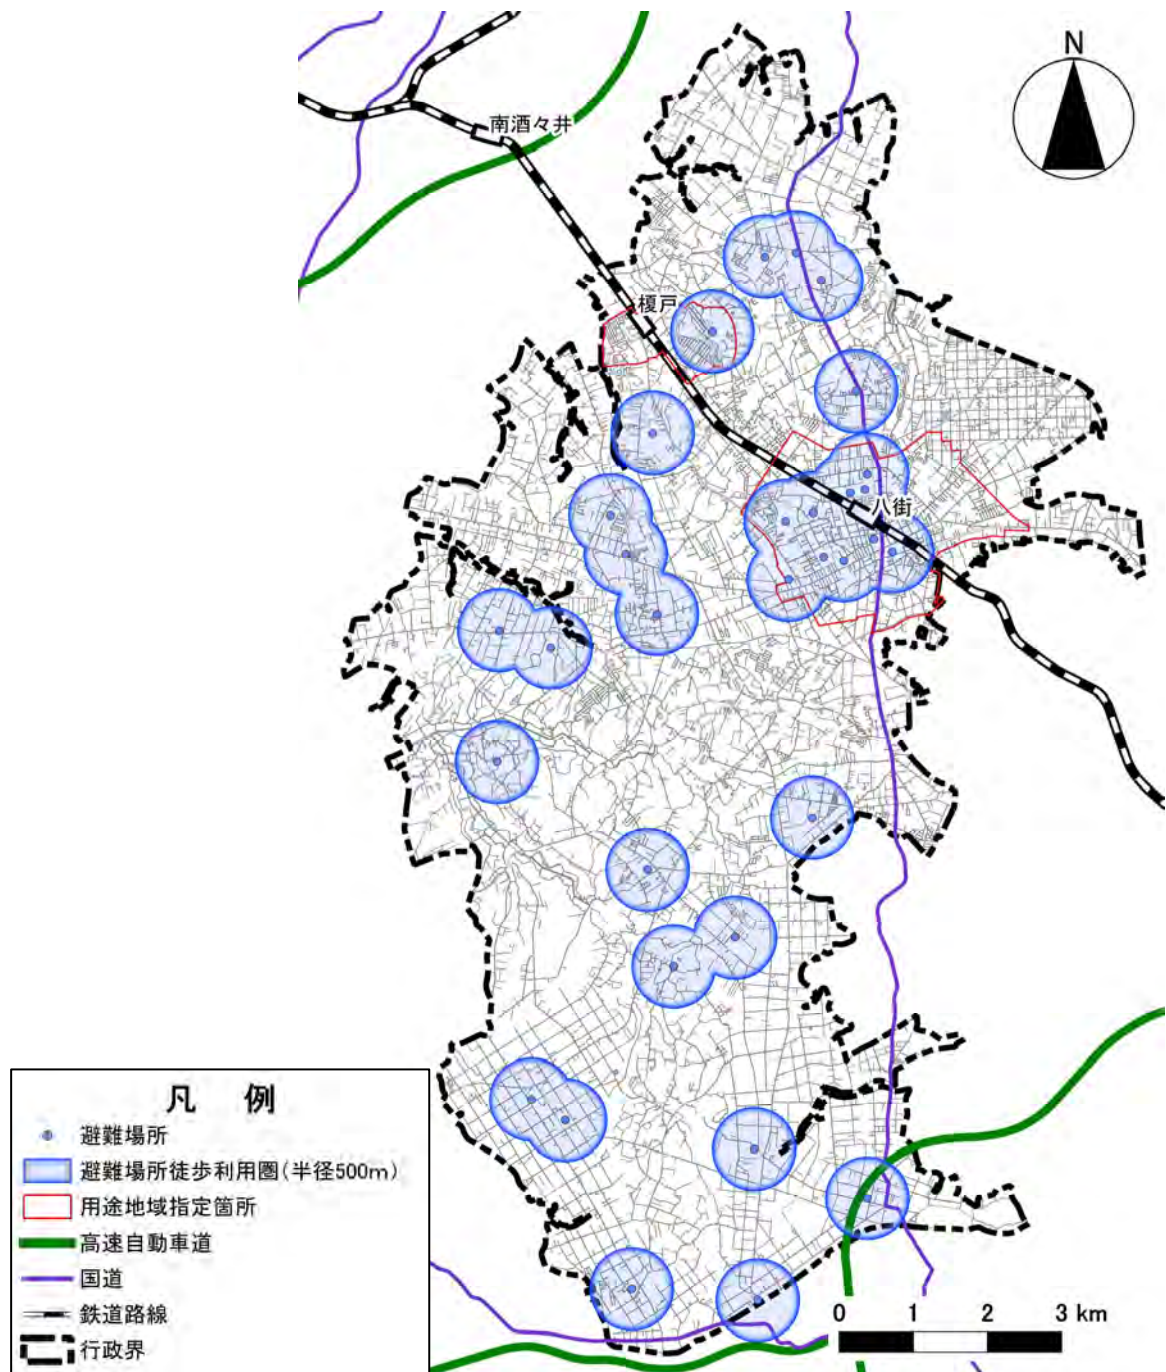 N
南酒々井
榎戸
八街
凡 例
避難場所
避難場所徒歩利用圏(半径500m)
用途地域指定箇所
高速自動車道
国道
鉄道路線
行政界
0 1 2 3 km